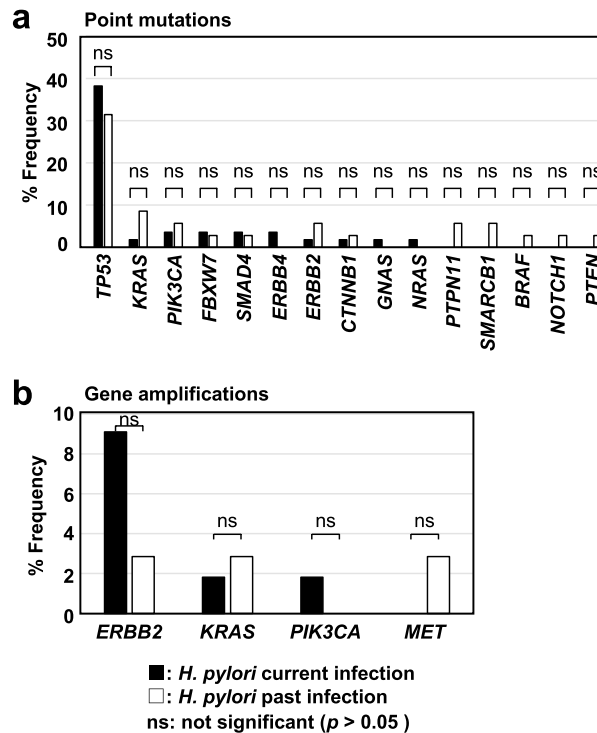 a
Point mutations
% Frequency
50
40
30
20
10
0
ns
ns ns ns ns ns ns ns ns ns ns ns ns ns ns
TP53 KRAS PIK3CA FBXW7 SMAD4 ERBB4 ERBB2 CTNNB1 GNAS NRAS PTPN11 SMARCB1 BRAF NOTCH1 PTEN
b
Gene amplifications
% Frequency
10
8
6
4
2
0
ns
ns ns ns
ERBB2 KRAS PIK3CA MET
: H. pylori current infection
: H. pylori past infection
ns: not significant (p > 0.05 )